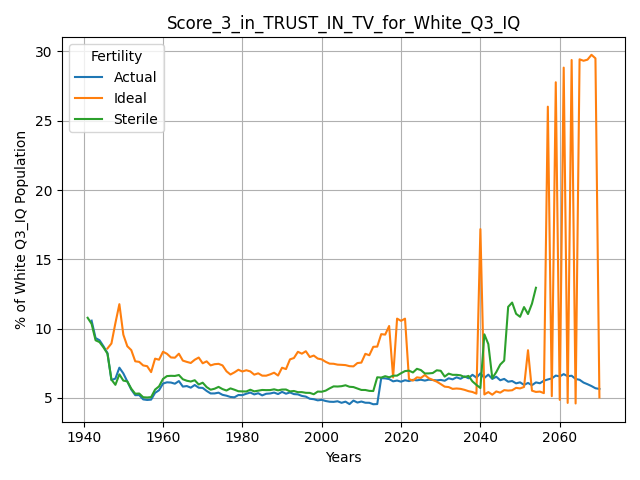 Score_3_in_TRUST_IN_TV_for_White_Q3_IQ
% of White Q3_IQ Population
30
25
20
15
10
5
Fertility
Actual
Ideal
Sterile
1940
1960
1980
2000
2020
2040
2060
Years